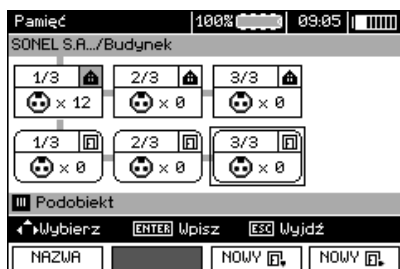 Pamięć 100% 09:05
SONEL S.A../Budynek
1/3 2/3 3/3
× 12 × 0 × 0
1/3 2/3 3/3
× 0 × 0 × 0
Podobiekt
Wybierz ENTER Wpisz ESC Wyjdź
NAZWA NOWY NOWY